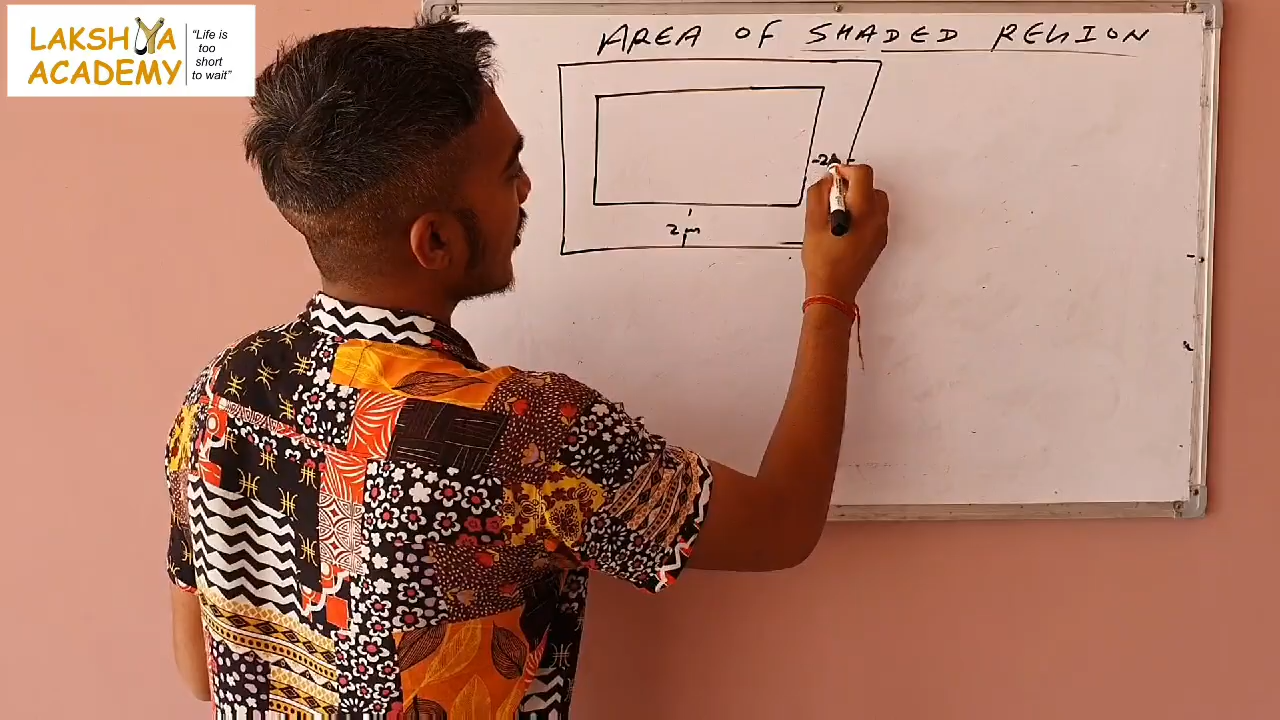 LAKSHYA
ACADEMY
“Life is
too
short
to wait”
AREA OF SHADED REGION
2m